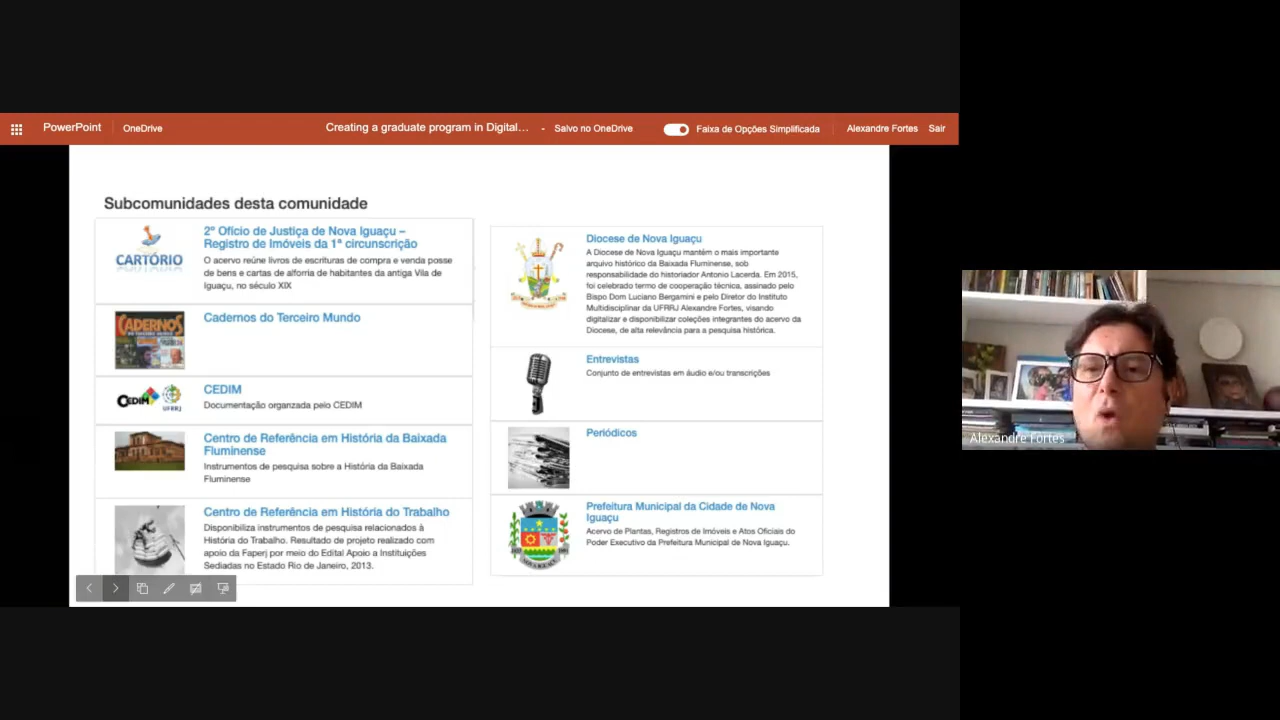 PowerPoint
OneDrive
Creating a graduate program in Digital…
-
Salvo no OneDrive
Faixa de Opções Simplificada
Alexandre Fortes
Sair
Subcomunidades desta comunidade
CARTÓRIO
2º Ofício de Justiça de Nova Iguaçu –
Registro de Imóveis da 1ª circunscrição
O acervo reúne livros de escrituras de compra e venda posse
de bens e cartas de alforria de habitantes da antiga Vila de
Iguaçu, no século XIX
CADERNOS
Cadernos do Terceiro Mundo
CEDIM
UFRRJ
CEDIM
Documentação organzada pelo CEDIM
Centro de Referência em História da Baixada
Fluminense
Instrumentos de pesquisa sobre a História da Baixada
Fluminense
Centro de Referência em História do Trabalho
Disponibiliza instrumentos de pesquisa relacionados à
História do Trabalho. Resultado de projeto realizado com
apoio da Faperj por meio do Edital Apoio a Instituições
Sediadas no Estado Rio de Janeiro, 2013.
Diocese de Nova Iguaçu
A Diocese de Nova Iguaçu mantém o mais importante
arquivo histórico da Baixada Fluminense, sob
responsabilidade do historiador Antonio Lacerda. Em 2015,
foi celebrado termo de cooperação técnica, assinado pelo
Bispo Dom Luciano Bergamini e pelo Diretor do Instituto
Multidisciplinar da UFRRJ Alexandre Fortes, visando
digitalizar e disponibilizar coleções integrantes do acervo da
Diocese, de alta relevância para a pesquisa histórica.
Entrevistas
Conjunto de entrevistas em áudio e/ou transcrições
Periódicos
Prefeitura Municipal da Cidade de Nova
Iguaçu
Acervo de Plantas, Registros de Imóveis e Atos Oficiais do
Poder Executivo da Prefeitura Municipal de Nova Iguaçu.
NOVA IGUAÇU
Alexandre Fortes